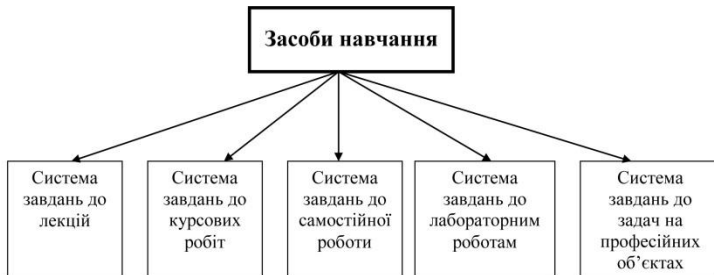 Засоби навчання
Система
завдань до
лекцій
Система
завдань до
курсових
робіт
Система
завдань до
самостійної
роботи
Система
завдань до
лабораторним
роботам
Система
завдань до
задач на
професійних
об’єктах